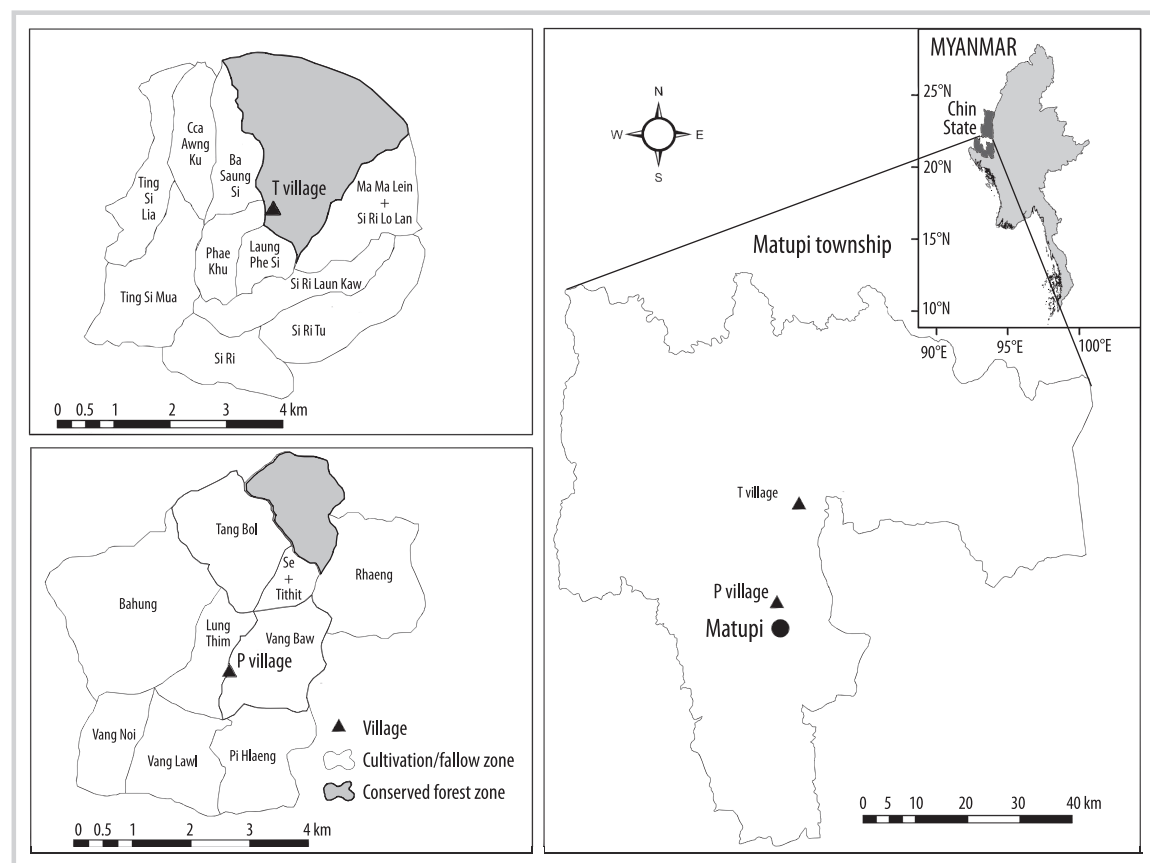 Cca
Awng
Ku
Ting
Si
Lia
Ba
Saung
Si
T village
Ma Ma Lein
+
Si Ri Lo Lan
Phae
Khu
Laung
Phe Si
Si Ri Laun Kaw
Ting Si Mua
Si Ri Tu
Si Ri
0 0.5 1 2 3 4 km
Tang Bol
Se
+
Tithit
Rhaeng
Bahung
Lung
Thim
Vang Baw
P village
Vang Noi
Vang Lawl
Pi Hlaeng
Village
Cultivation/fallow zone
Conserved forest zone
0 0.5 1 2 3 4 km
N
W E
S
MYANMAR
25°N
Chin
State
20°N
15°N
10°N
90°E 95°E 100°E
Matupi township
T village
P village
Matupi
0 5 10 20 30 40 km